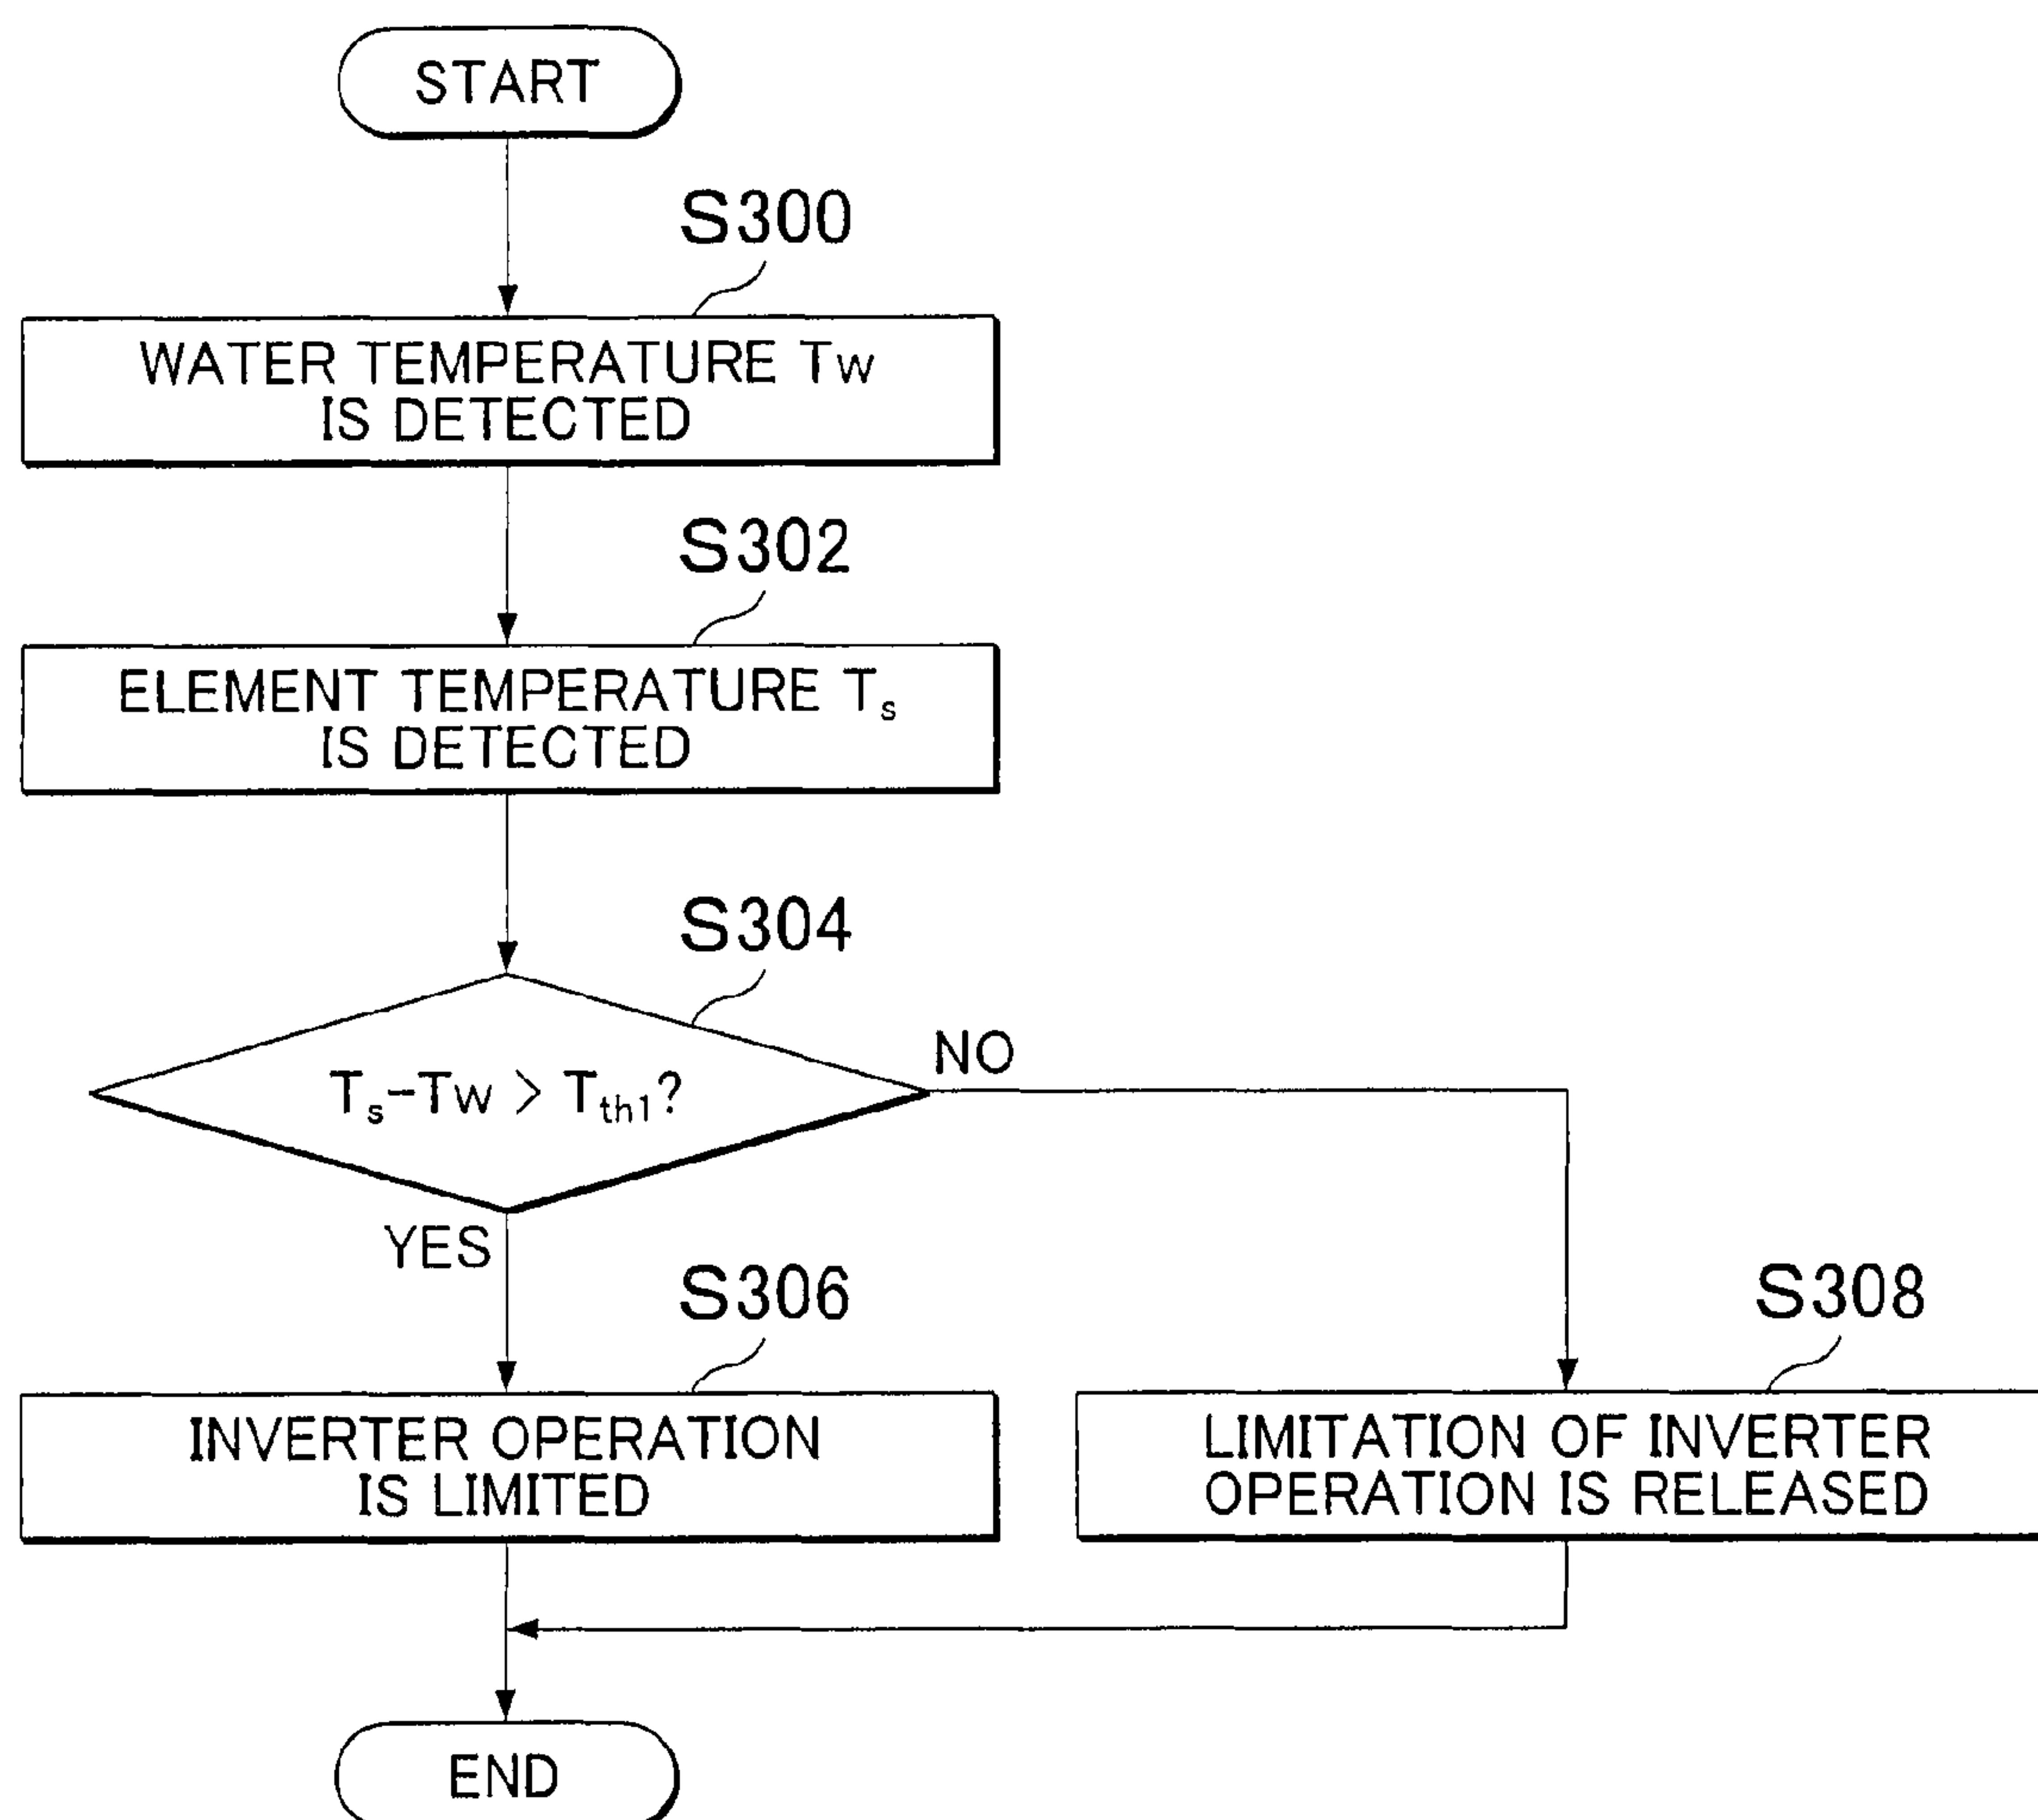 START
S300
WATER TEMPERATURE Tw
IS DETECTED
S302
ELEMENT TEMPERATURE Ts
IS DETECTED
S304
Ts-Tw > Tth1?
NO
YES
S306
INVERTER OPERATION
IS LIMITED
S308
LIMITATION OF INVERTER
OPERATION IS RELEASED
END